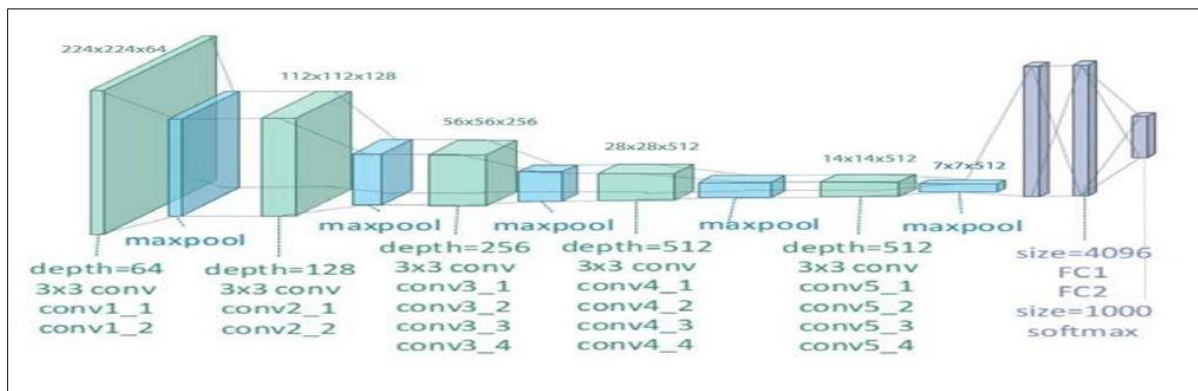 224x224x64
112x112x128
56x56x256
28x28x512
14x14x512
7x7x512
maxpool
maxpool
maxpool
maxpool
maxpool
depth=64
3x3 conv
conv1_1
conv1_2
depth=128
3x3 conv
conv2_1
conv2_2
depth=256
3x3 conv
conv3_1
conv3_2
conv3_3
conv3_4
depth=512
3x3 conv
conv4_1
conv4_2
conv4_3
conv4_4
depth=512
3x3 conv
conv5_1
conv5_2
conv5_3
conv5_4
size=4096
FC1
FC2
size=1000
softmax